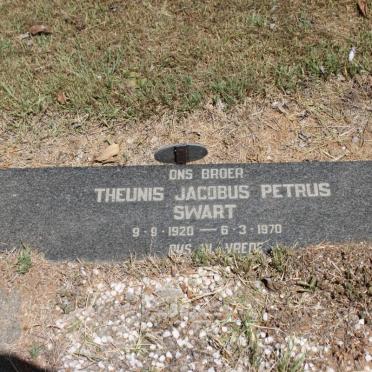 ONS BROER
THEUNIS JACOBUS PETRUS
SWART
9·9·1920 — 6·3·1970
RUS IN VREDE